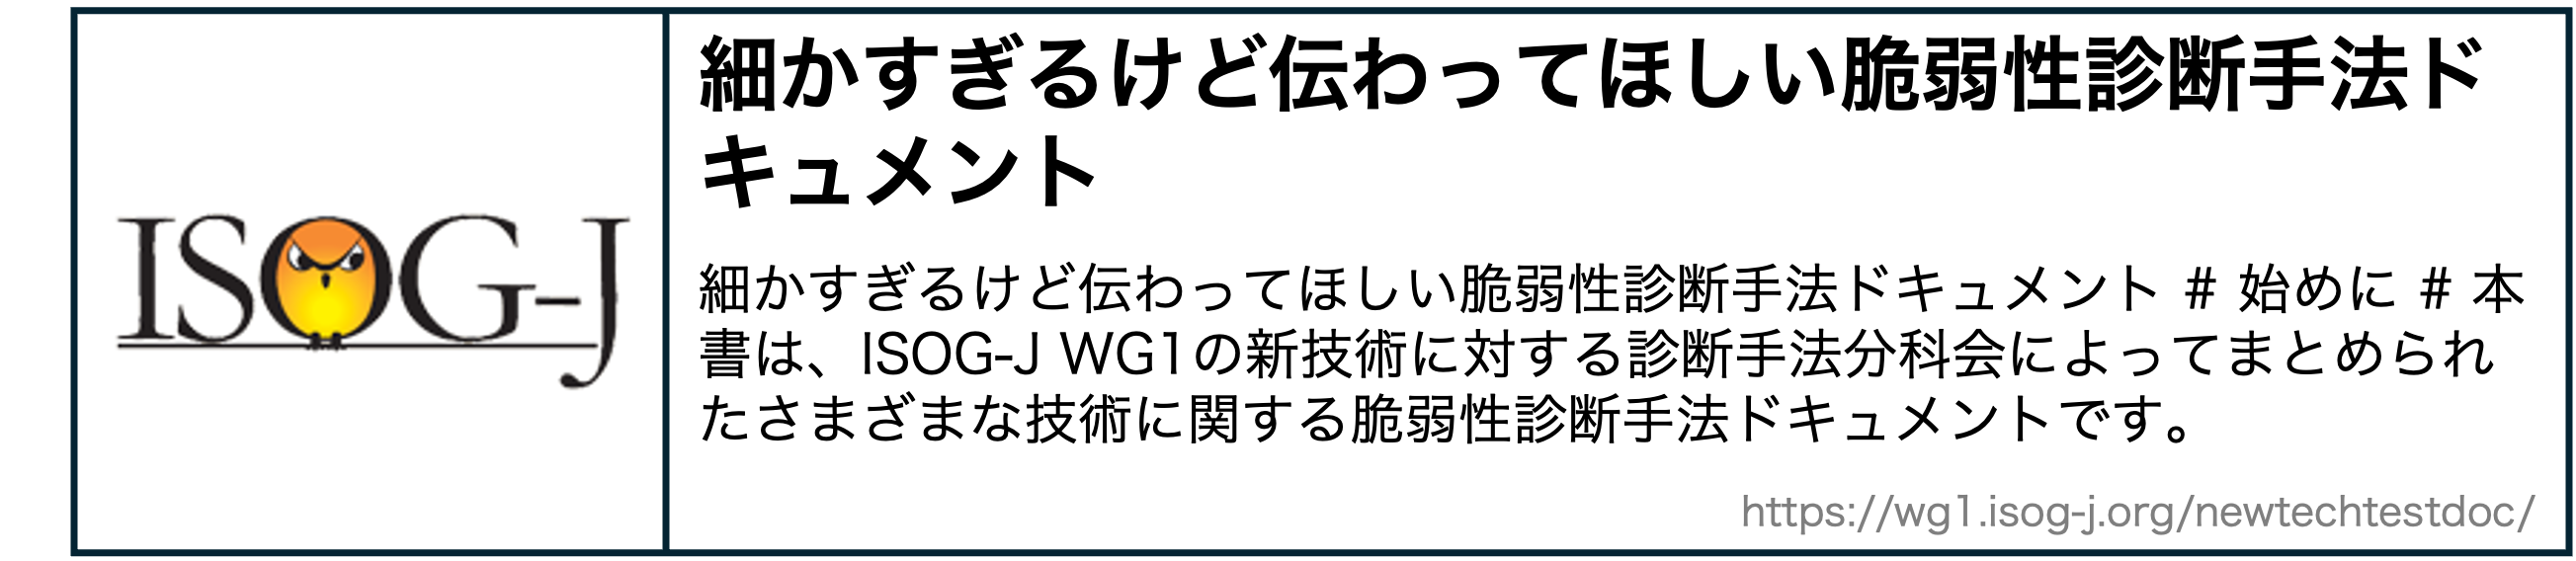 ISOG-J
細かすぎるけど伝わってほしい脆弱性診断手法ド
キュメント
細かすぎるけど伝わってほしい脆弱性診断手法ドキュメント # 始めに # 本
書は、ISOG-J WG1の新技術に対する診断手法分科会によってまとめられ
たさまざまな技術に関する脆弱性診断手法ドキュメントです。
https://wg1.isog-j.org/newtechtestdoc/